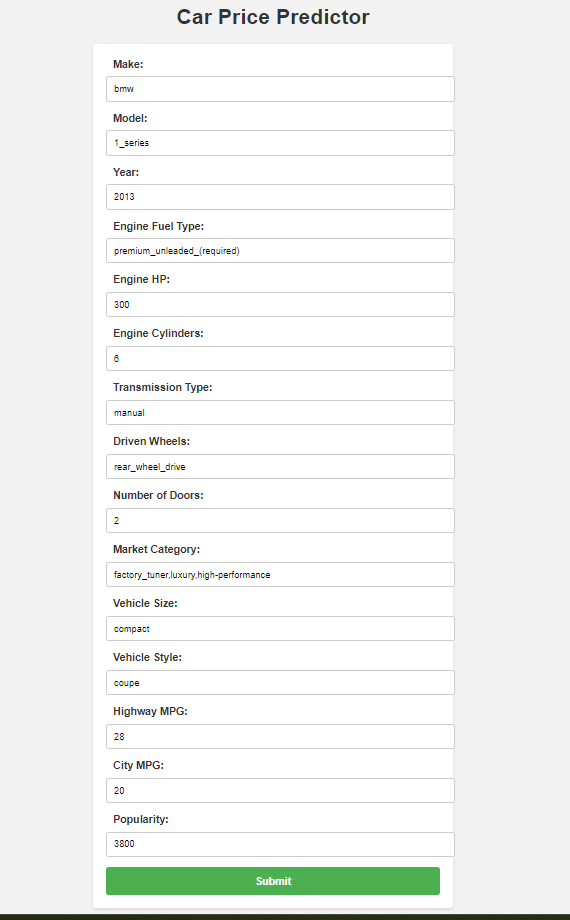 Car Price Predictor
Make:
bmw
Model:
1_series
Year:
2013
Engine Fuel Type:
premium_unleaded_(required)
Engine HP:
300
Engine Cylinders:
6
Transmission Type:
manual
Driven Wheels:
rear_wheel_drive
Number of Doors:
2
Market Category:
factory_tuner,luxury,high-performance
Vehicle Size:
compact
Vehicle Style:
coupe
Highway MPG:
28
City MPG:
20
Popularity:
3800
Submit